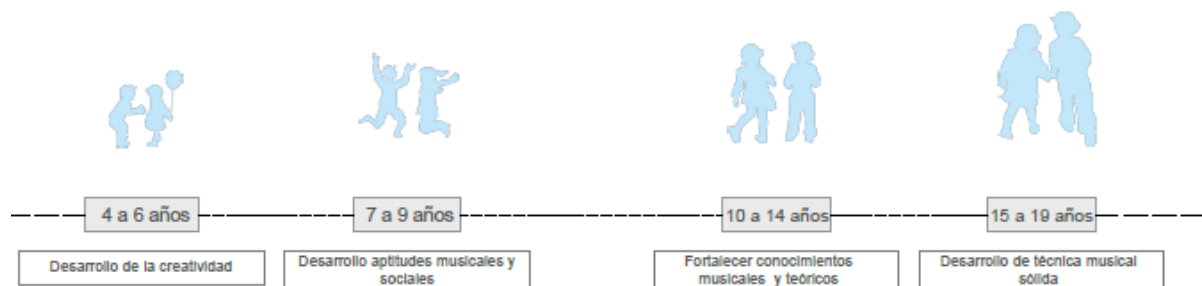 4 a 6 años
7 a 9 años
10 a 14 años
15 a 19 años
Desarrollo de la creatividad
Desarrollo aptitudes musicales y
sociales
Fortalecer conocimientos
musicales y teóricos
Desarrollo de técnica musical
sólida